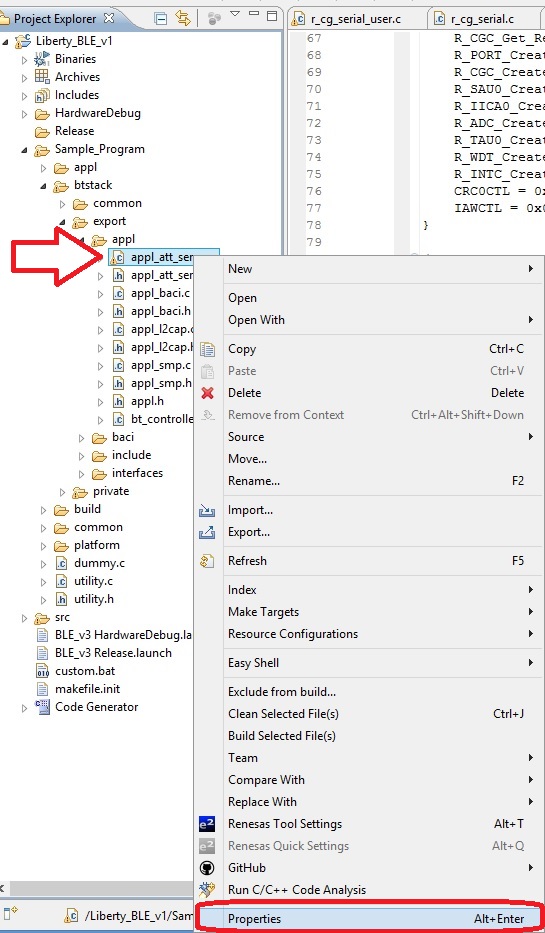 Project Explorer
r_cg_serial_user.c
r_cg_serial.c
Liberty_BLE_v1
Binaries
Archives
Includes
HardwareDebug
Release
Sample_Program
appl
btstack
common
export
appl
appl_att_ser
appl_att_ser
appl_baci.c
appl_baci.h
appl_l2cap.c
appl_l2cap.h
appl_smp.c
appl_smp.h
appl.h
bt_controlle
baci
include
interfaces
private
build
common
platform
dummy.c
utility.c
utility.h
src
BLE_v3 HardwareDebug.la
BLE_v3 Release.launch
custom.bat
makefile.init
Code Generator
/Liberty_BLE_v1/Sam
67 R_CGC_Get_Re
68 R_PORT_Creat
69 R_CGC_Create
70 R_SAU0_Creat
71 R_IICA0_Crea
72 R_ADC_Create
73 R_TAU0_Creat
74 R_WDT_Create
75 R_INTC_Creat
76 CRC0CTL = 0x
77 IAWCTL = 0x0
78 }
79
New
Open
Open With
Copy Ctrl+C
Paste Ctrl+V
Delete Delete
Remove from Context Ctrl+Alt+Shift+Down
Source
Move...
Rename... F2
Import...
Export...
Refresh F5
Index
Make Targets
Resource Configurations
Easy Shell
Exclude from build...
Clean Selected File(s) Ctrl+J
Build Selected File(s)
Team
Compare With
Replace With
Renesas Tool Settings Alt+T
Renesas Quick Settings Alt+Q
GitHub
Run C/C++ Code Analysis
Properties Alt+Enter